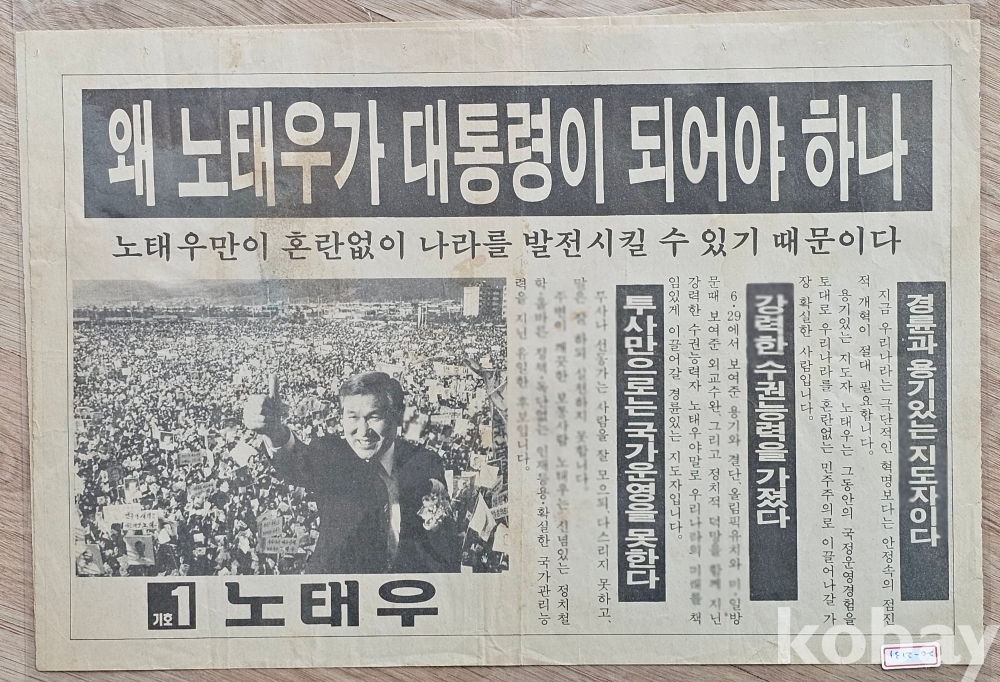 왜 노태우가 대통령이 되어야 하나
노태우만이 혼란없이 나라를 발전시킬 수 있기 때문이다
경륜과 용기있는 지도자이다
지금 우리나라는 극단적인 혁명보다는 안정속의 점진
적 개혁이 절대 필요합니다.
용기있는 지도자 노태우는 그동안의 국정운영경험을
토대로 우리나라를 혼란없는 민주주의로 이끌어나갈 가
장 확실한 사람입니다.
강력한 수권능력을 가졌다
6·29에서 보여준 용기와 결단, 올림픽유치와 미·일방
문때 보여준 외교수완, 그리고 정치적 덕망을 함께 지닌
강력한 수권능력자 노태우야말로 우리나라의 미래를 책
임있게 이끌어갈 경륜있는 지도자입니다.
투사만으로는 국가운영을 못한다
투사나 선동가는 사람을 잘 모으되, 다스리지 못하고,
말은 잘 하되 실천하지 못합니다.
주변이 깨끗한 보통사람 노태우는 신념있는 정치철
학·올바른 독단없는 인재등용·확실한 국가관리능
력을 지닌 유일한 후보입니다.
기호 1 노태우
kobay